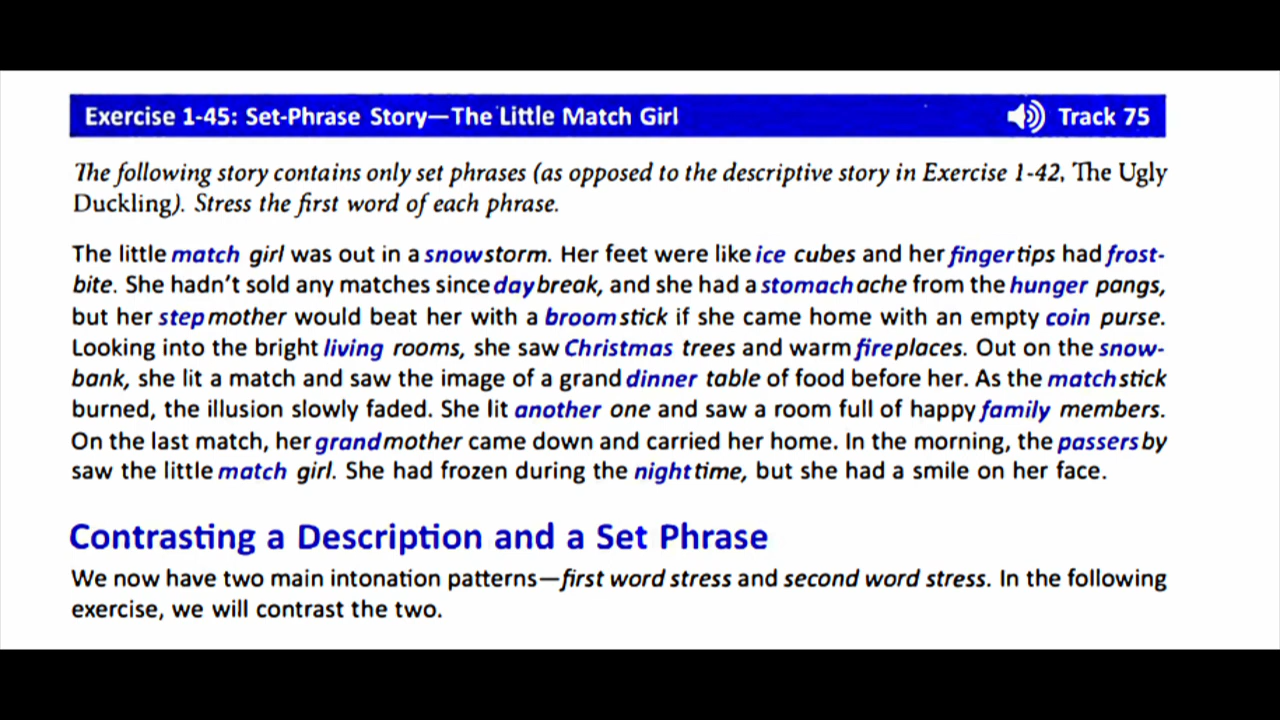 Exercise 1-45: Set-Phrase Story—The Little Match Girl Track 75
The following story contains only set phrases (as opposed to the descriptive story in Exercise 1-42, The Ugly
Duckling). Stress the first word of each phrase.
The little match girl was out in a snowstorm. Her feet were like ice cubes and her fingertips had frost-
bite. She hadn't sold any matches since daybreak, and she had a stomachache from the hunger pangs,
but her stepmother would beat her with a broomstick if she came home with an empty coin purse.
Looking into the bright living rooms, she saw Christmas trees and warm fireplaces. Out on the snow-
bank, she lit a match and saw the image of a grand dinner table of food before her. As the matchstick
burned, the illusion slowly faded. She lit another one and saw a room full of happy family members.
On the last match, her grandmother came down and carried her home. In the morning, the passersby
saw the little match girl. She had frozen during the nighttime, but she had a smile on her face.
Contrasting a Description and a Set Phrase
We now have two main intonation patterns—first word stress and second word stress. In the following
exercise, we will contrast the two.